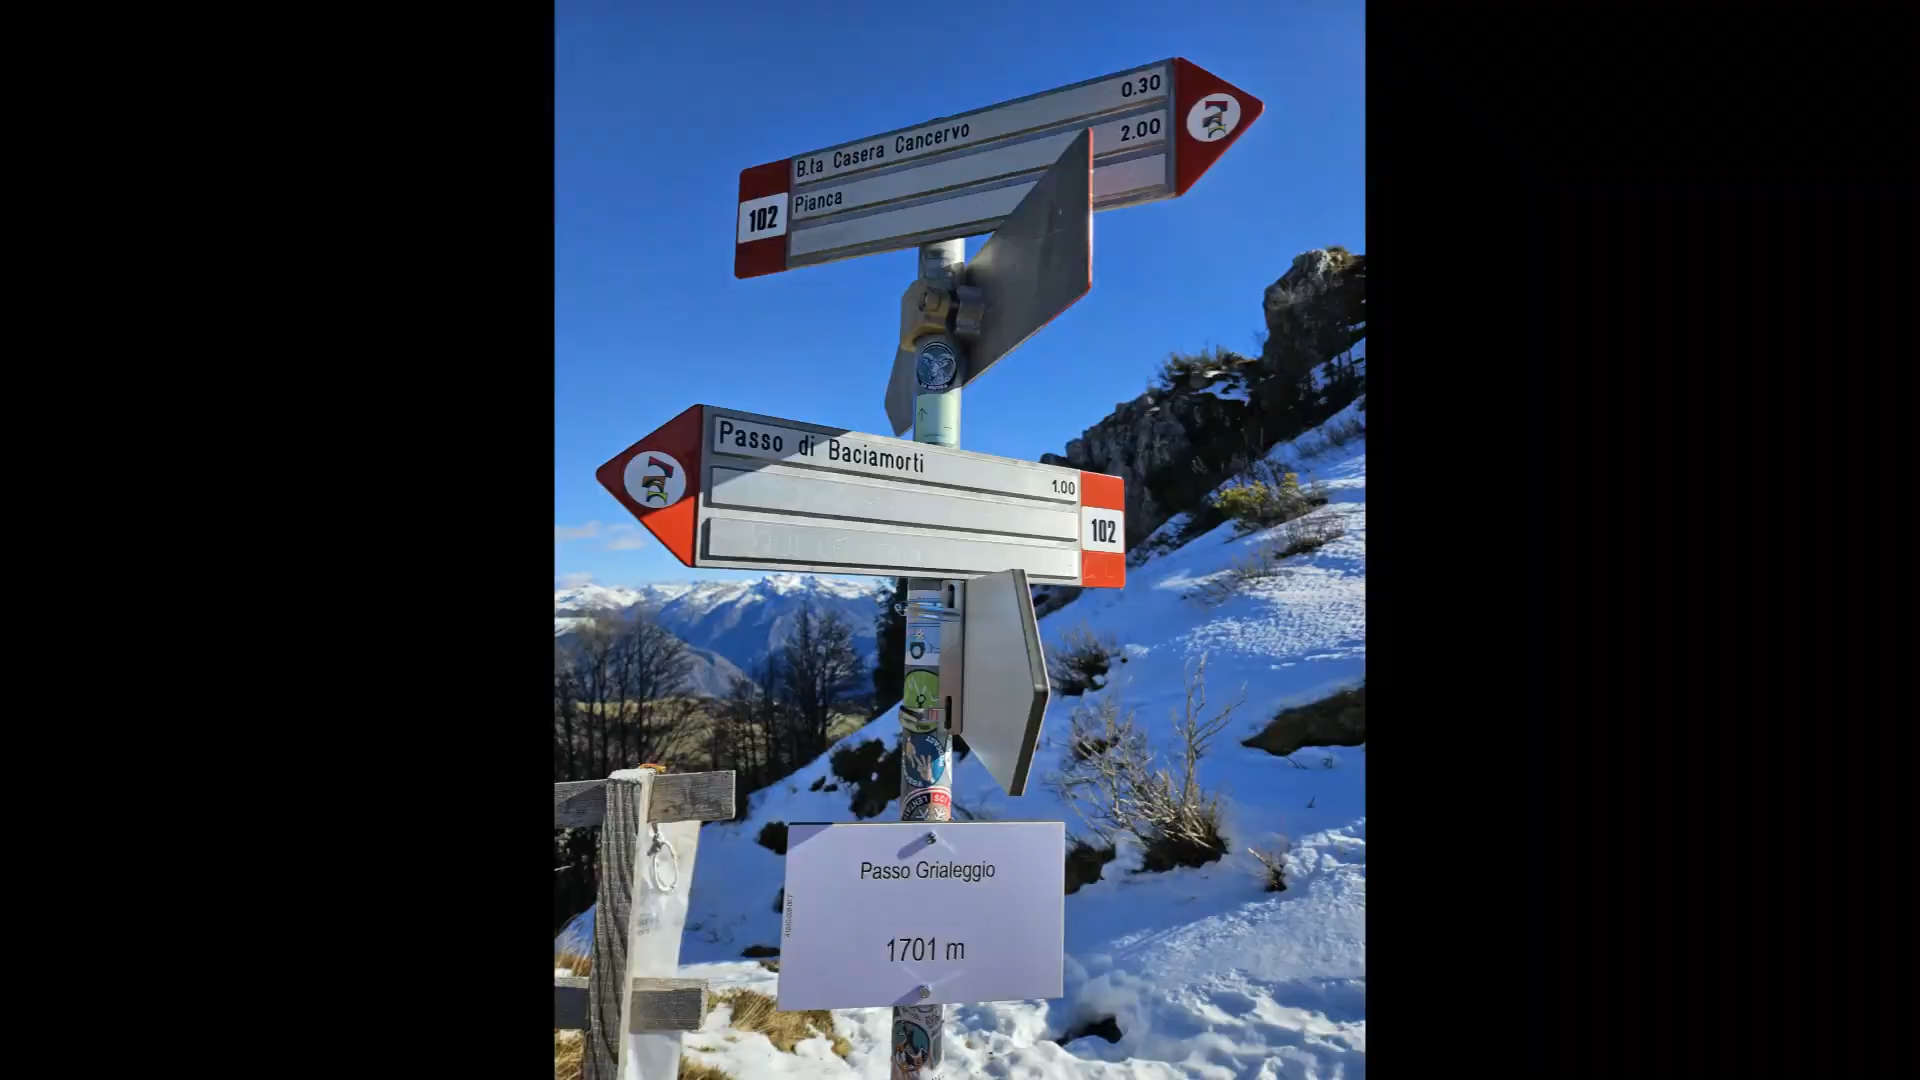 B.ta Casera Cancervo 0.30
Pianca 2.00
102
Passo di Baciamorti 1.00
102
Passo Grialeggio
1701 m